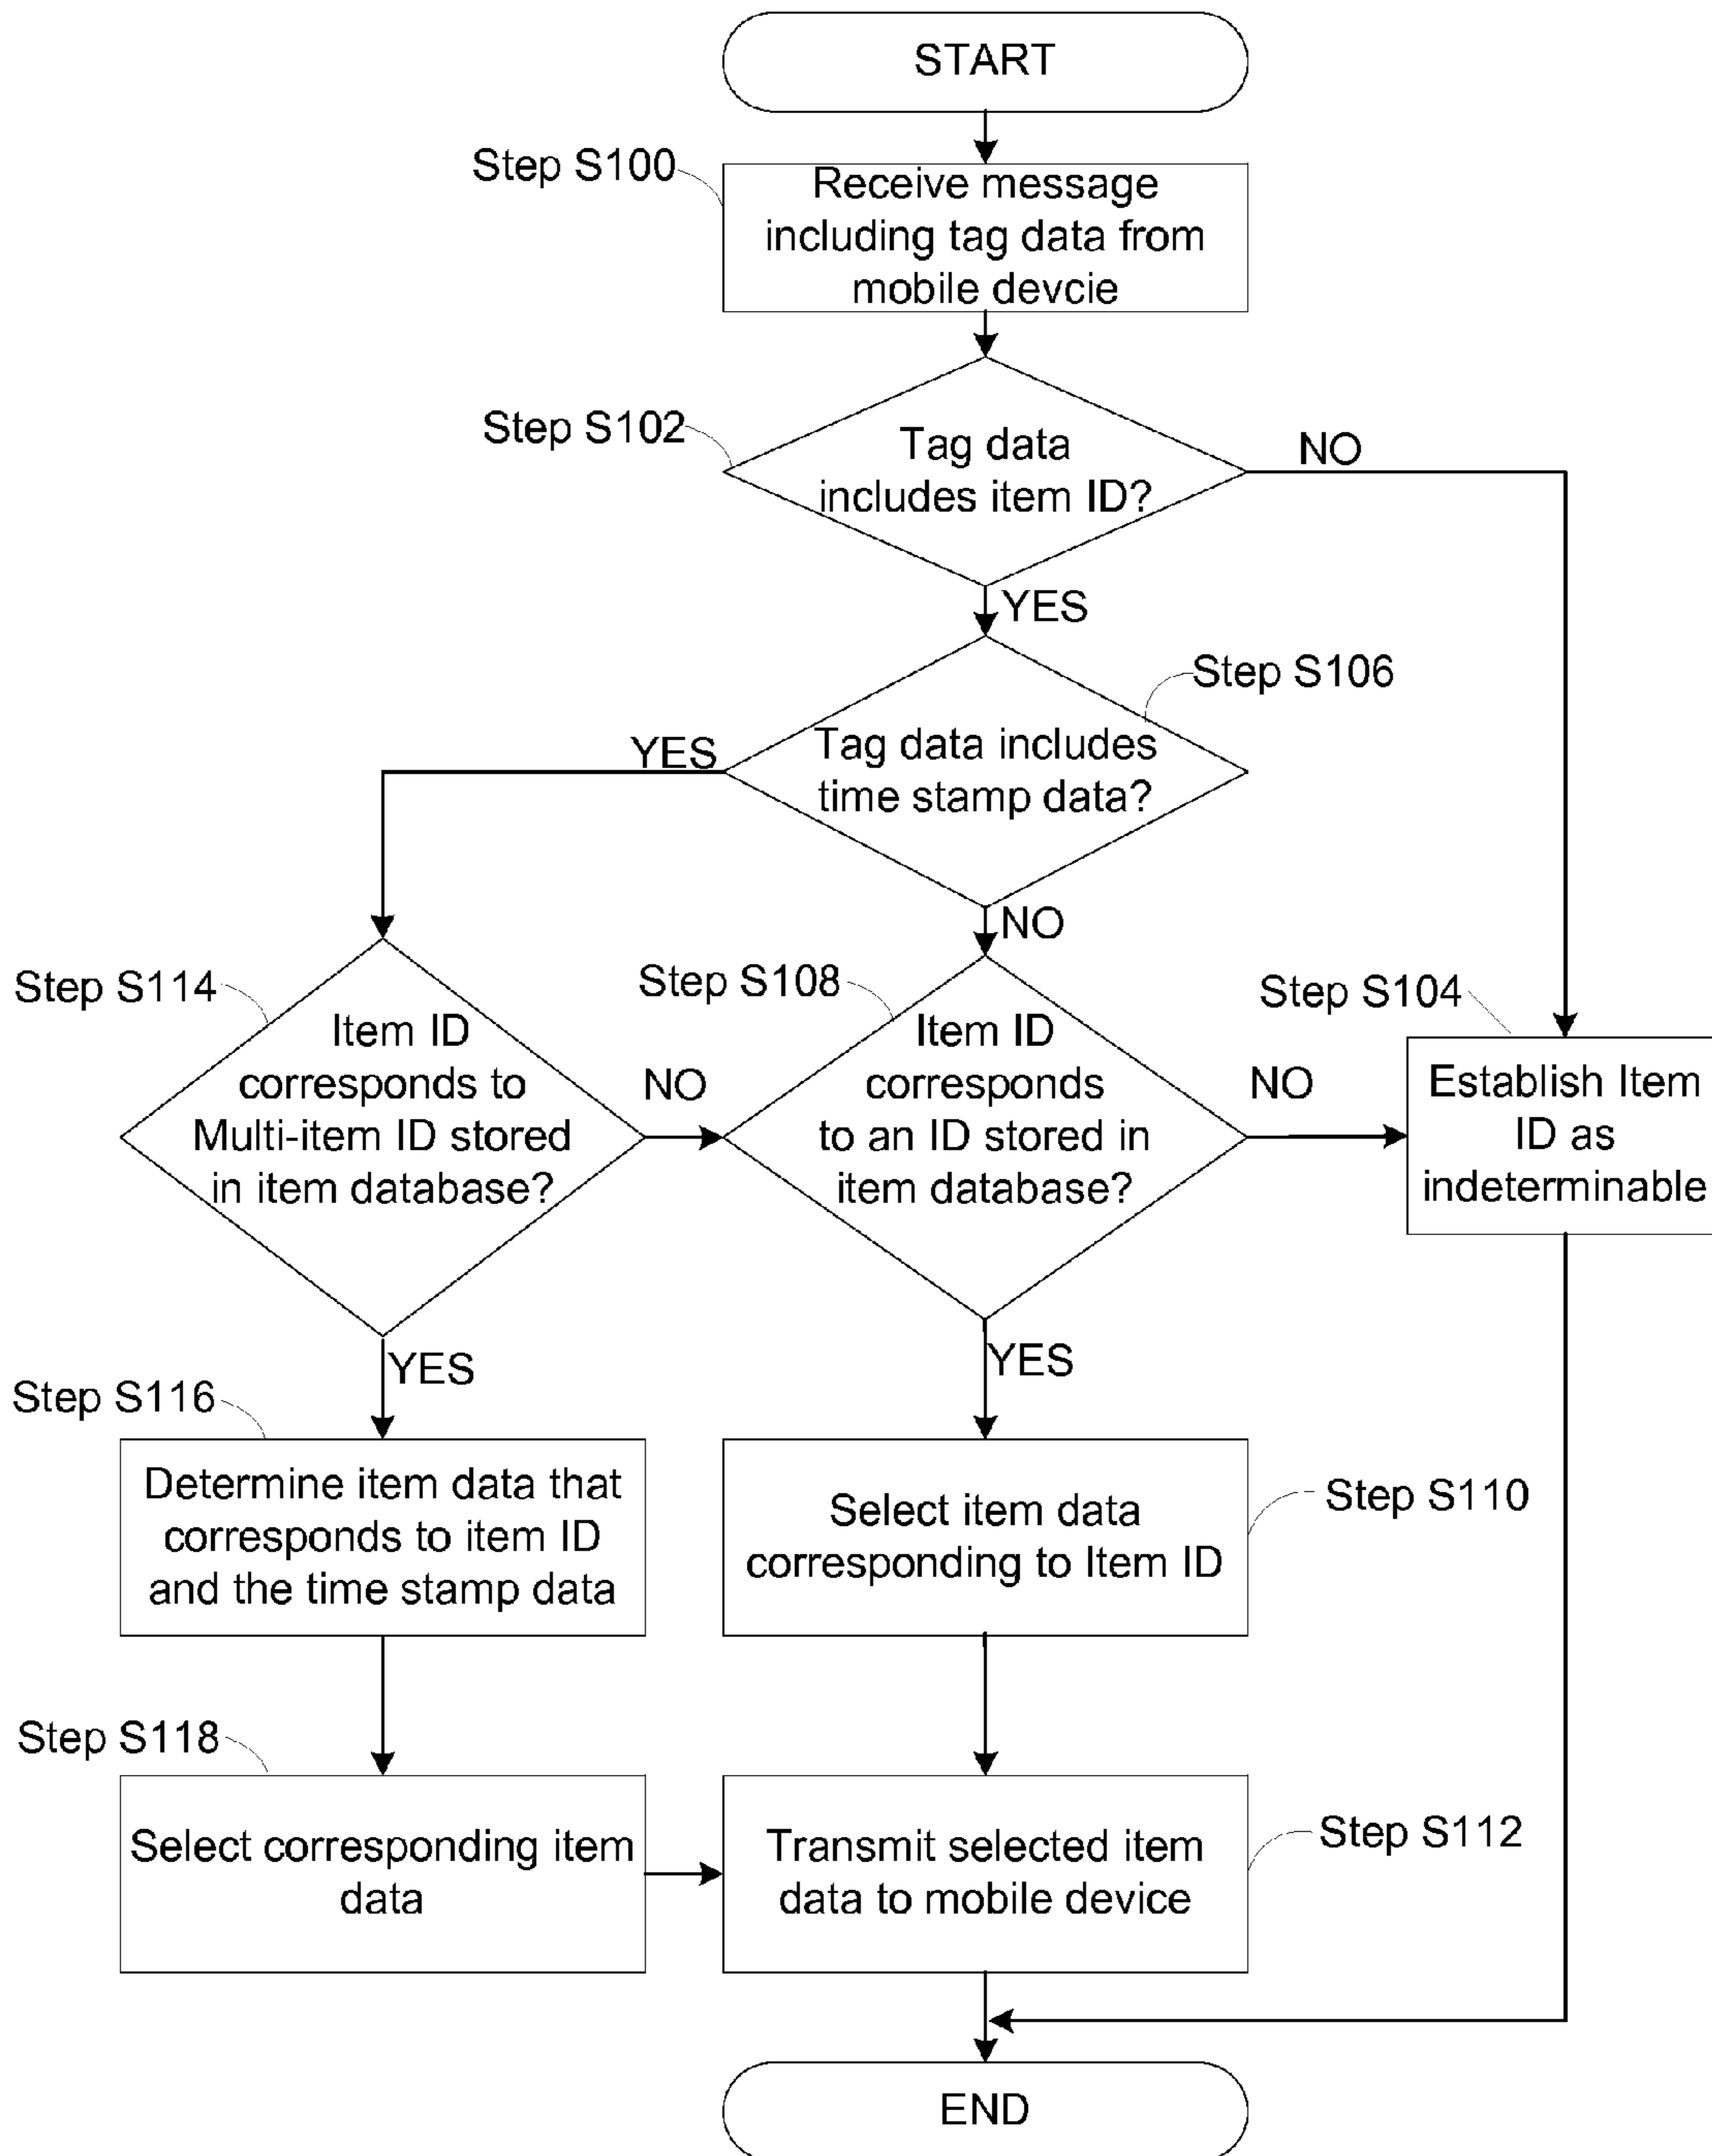 START
Step S100
Receive message
including tag data from
mobile devcie
Step S102
Tag data
includes item ID?
NO
YES
Step S106
Tag data includes
time stamp data?
YES
NO
Step S114
Item ID
corresponds to
Multi-item ID stored
in item database?
NO
Step S108
Item ID
corresponds
to an ID stored in
item database?
NO
Step S104
Establish Item
ID as
indeterminable
YES
YES
Step S116
Determine item data that
corresponds to item ID
and the time stamp data
Select item data
corresponding to Item ID
Step S110
Step S118
Select corresponding item
data
Transmit selected item
data to mobile device
Step S112
END